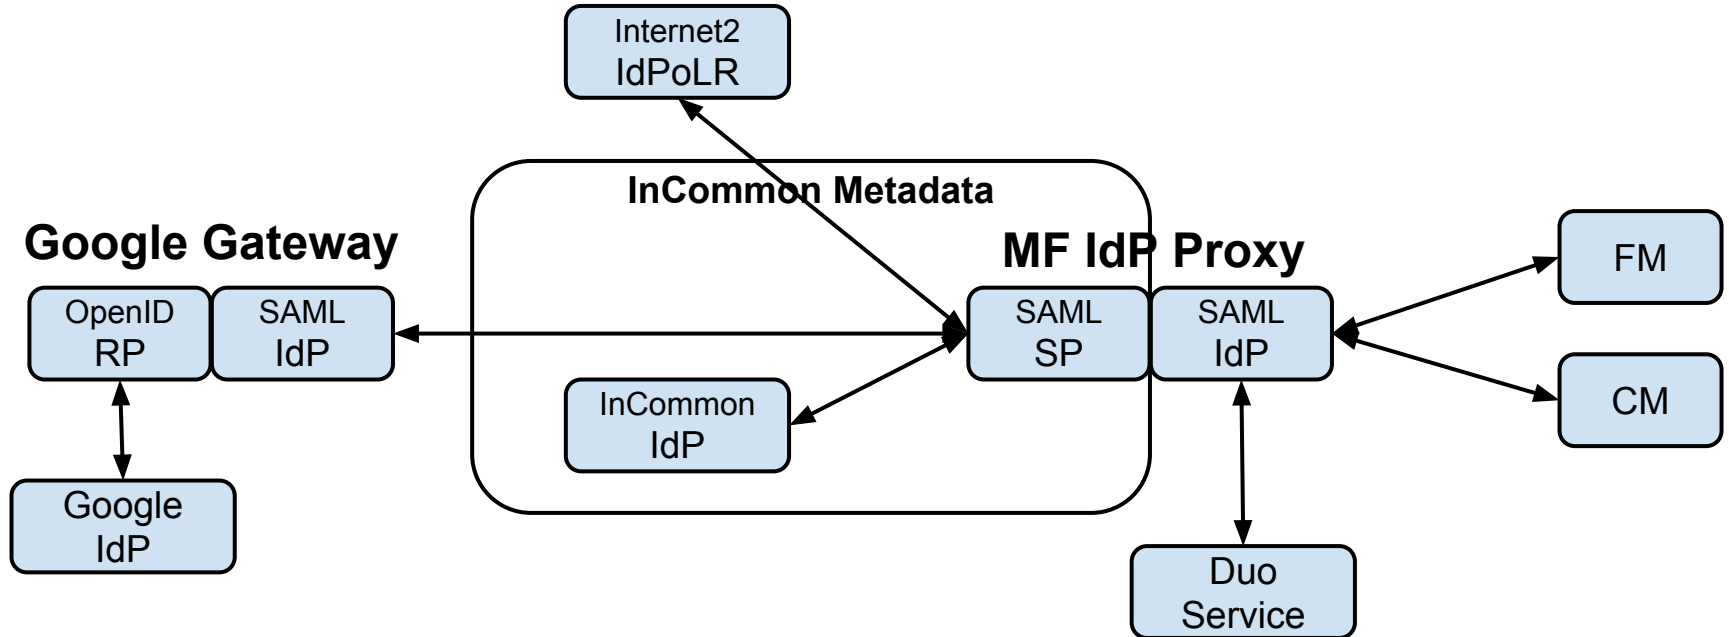 Internet2
IdPoLR
InCommon Metadata
Google Gateway
MF IdP Proxy
OpenID
RP
SAML
IdP
SAML
SP
SAML
IdP
FM
CM
InCommon
IdP
Google
IdP
Duo
Service